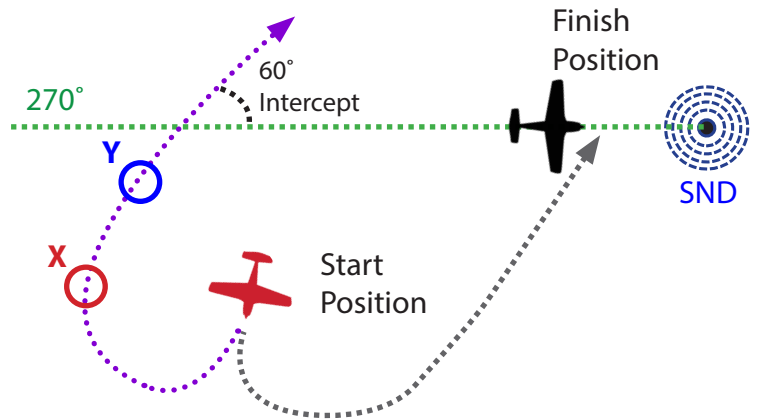 Finish
Position
60°
Intercept
270°
Y
SND
X
Start
Position